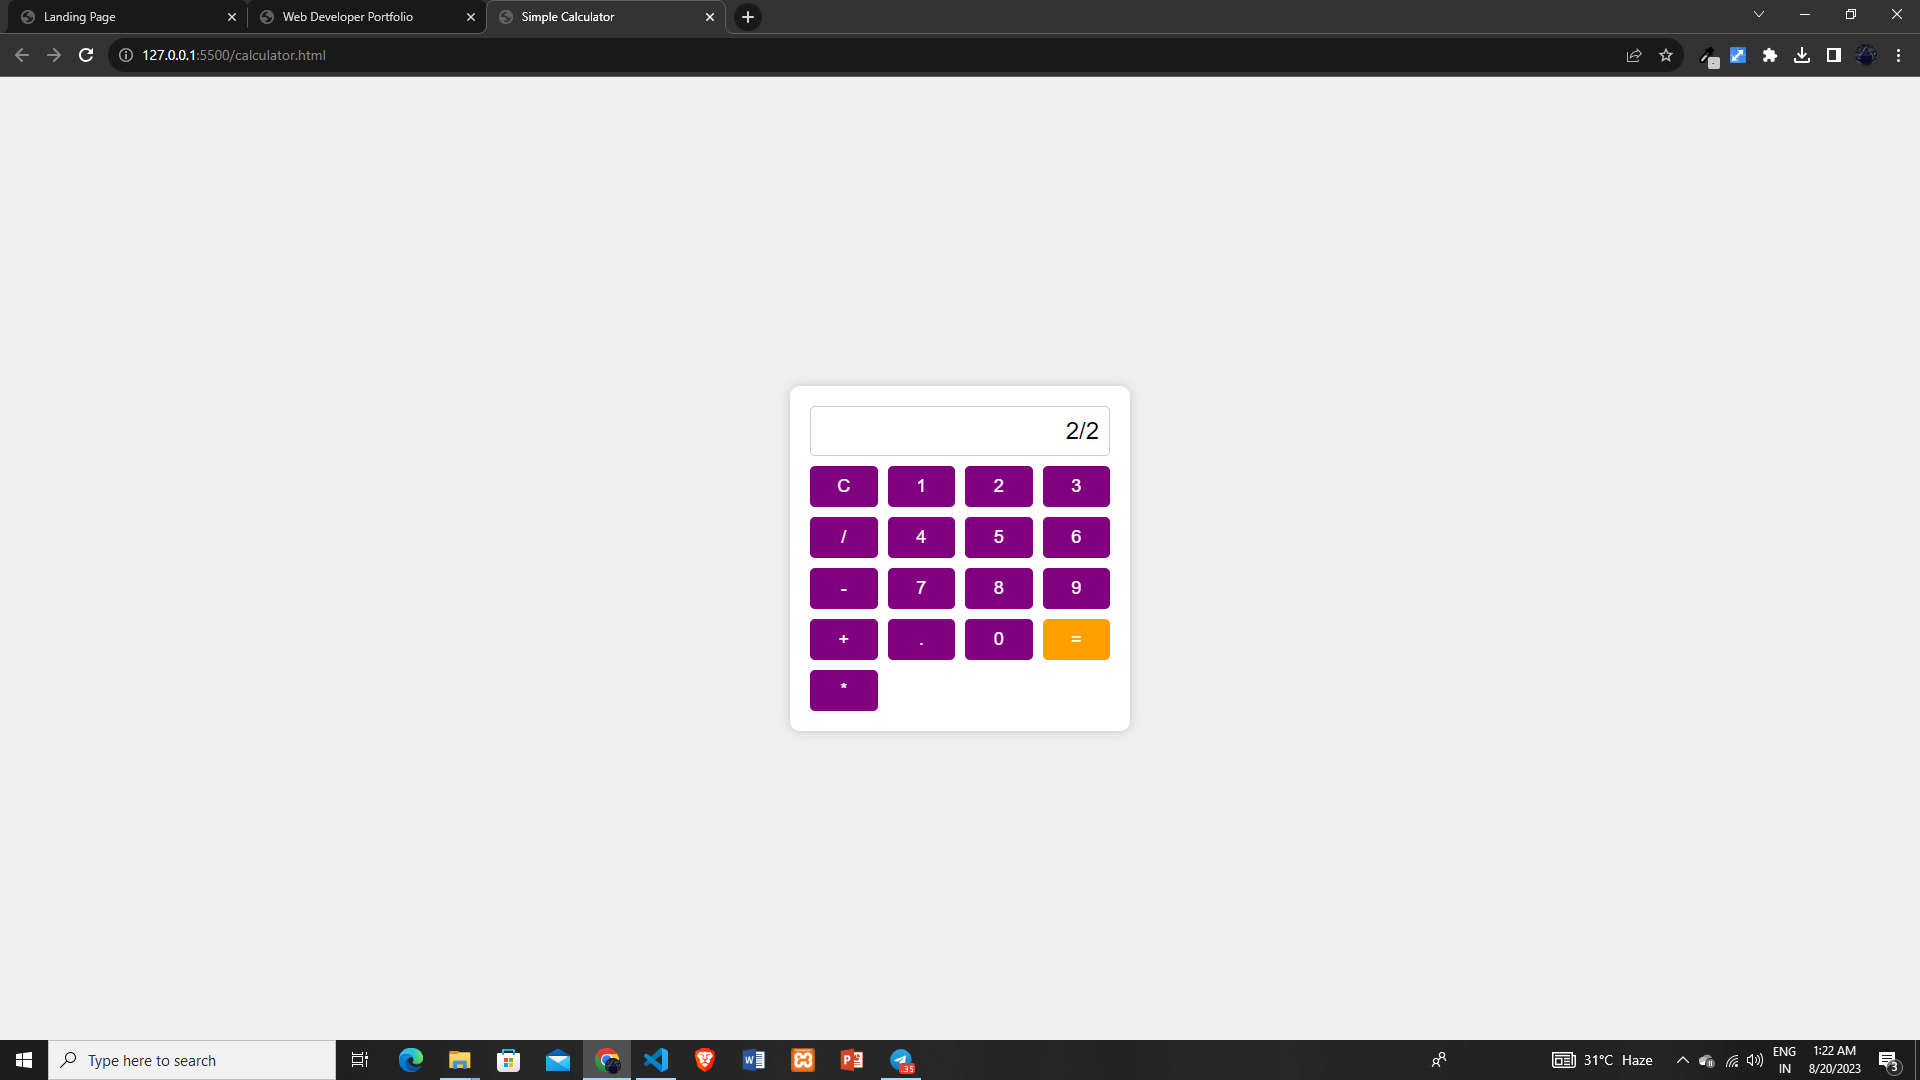 Landing Page
Web Developer Portfolio
Simple Calculator
127.0.0.1:5500/calculator.html
2/2
C 1 2 3
/ 4 5 6
- 7 8 9
+ . 0 =
*
Type here to search
.35
31°C Haze
ENG
IN
1:22 AM
8/20/2023
3